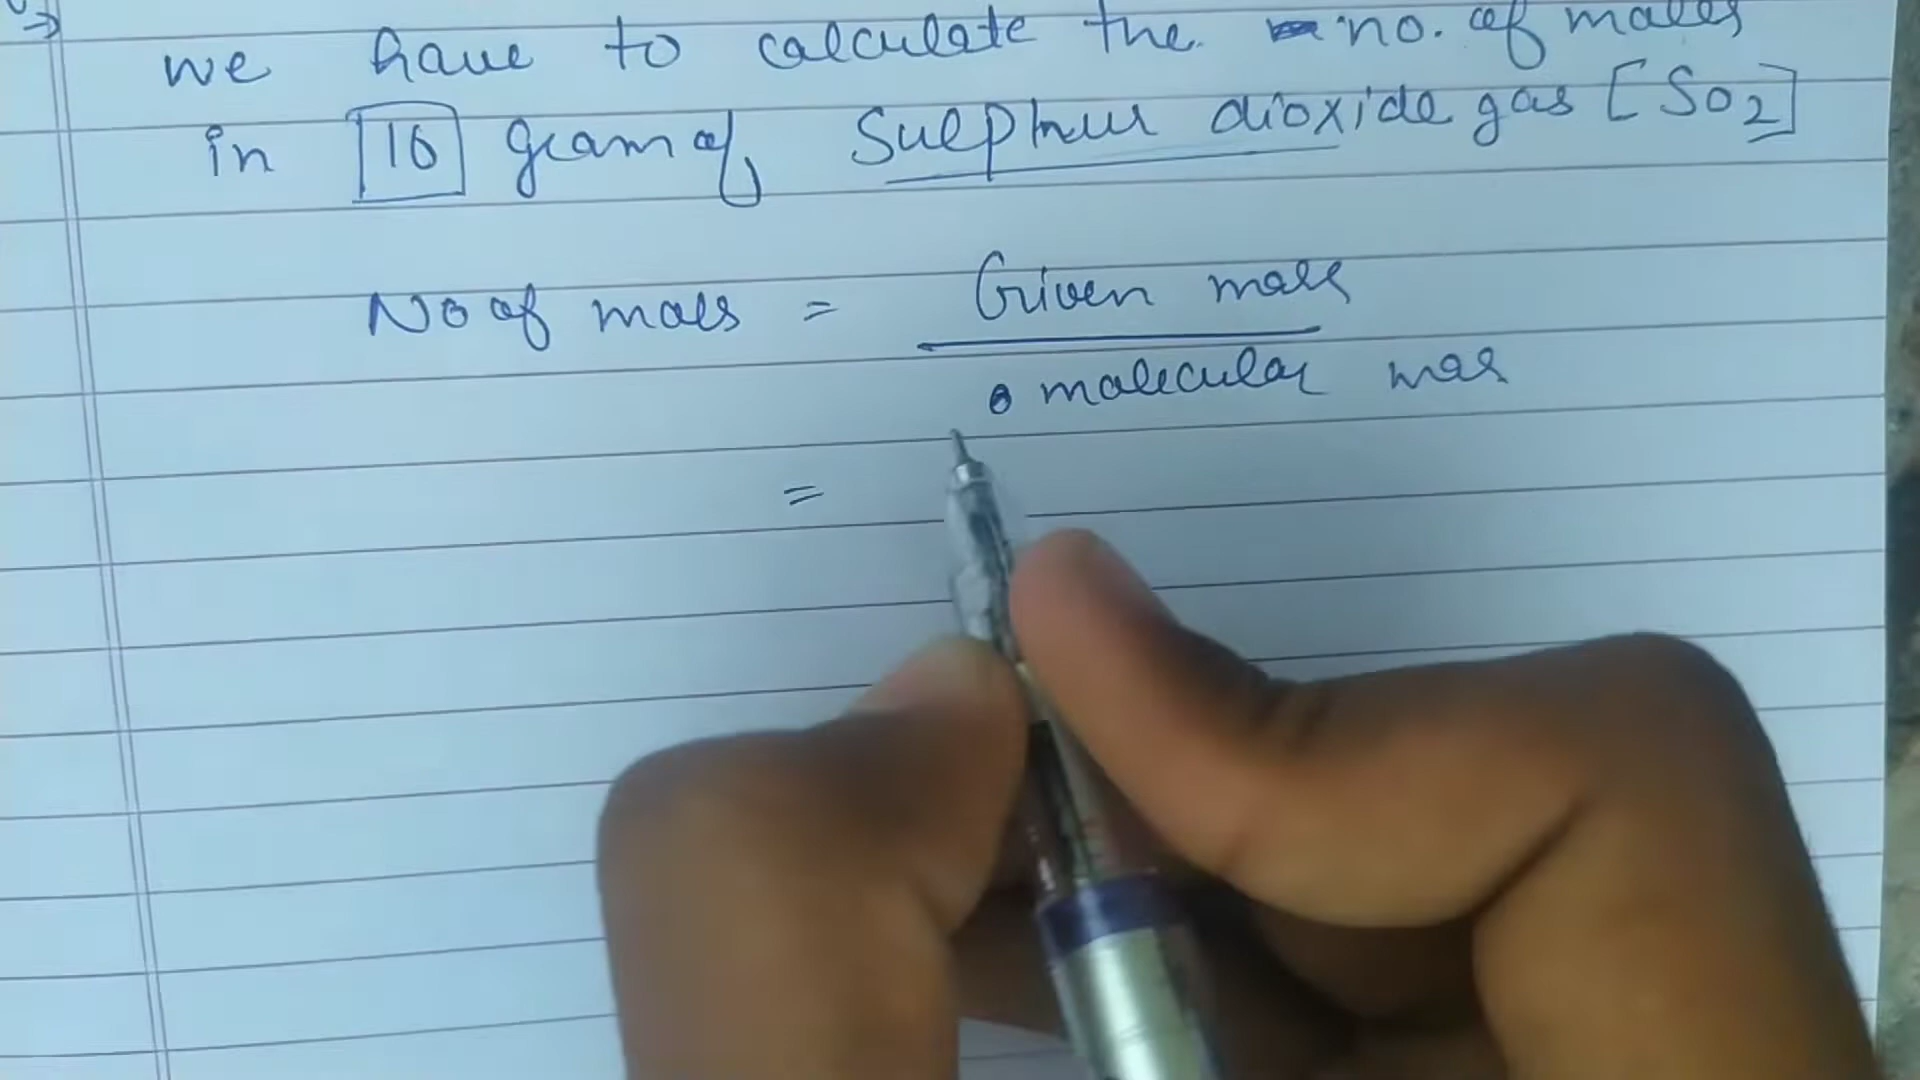 we have to calculate the no. of moles
in 16 gram of Sulphur dioxide gas [SO2]
No of moles = Given mass
molecular mass
=